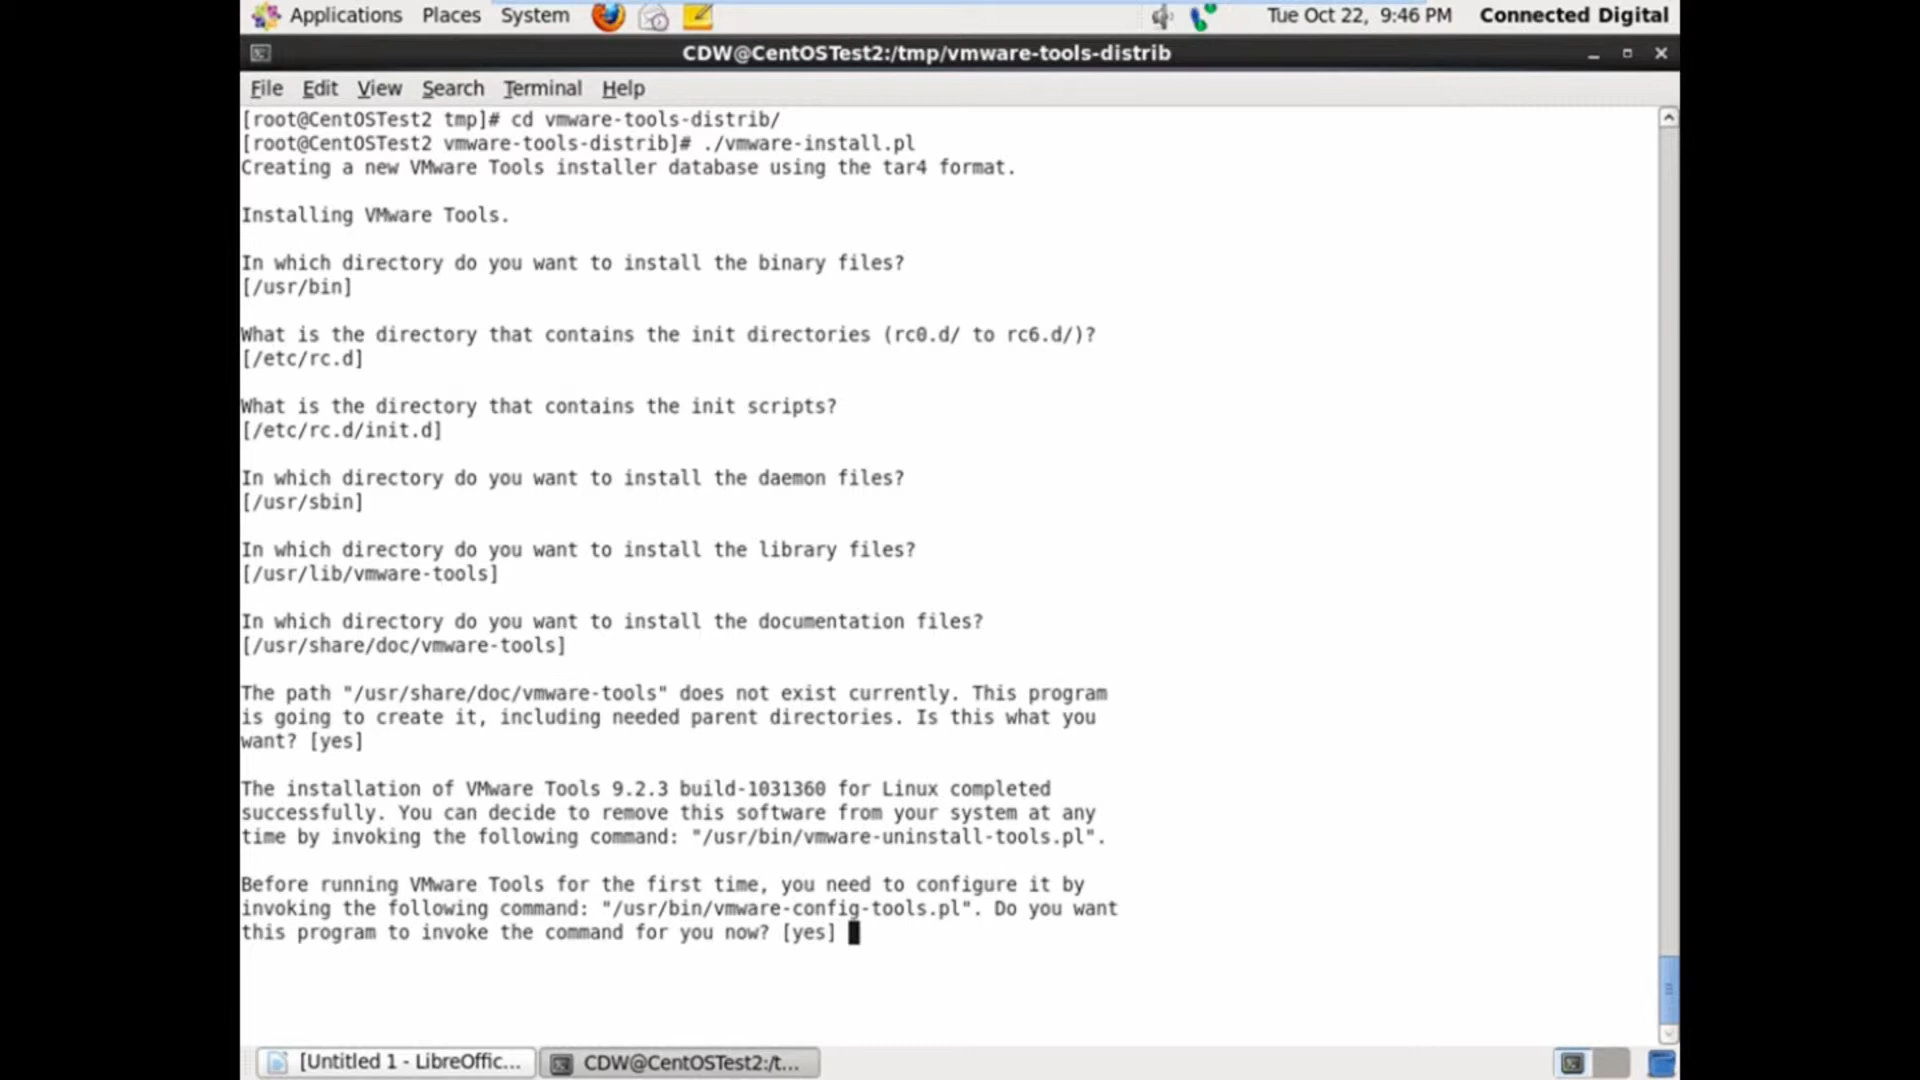 Applications Places System Tue Oct 22, 9:46 PM Connected Digital
CDW@CentOSTest2:/tmp/vmware-tools-distrib
File Edit View Search Terminal Help
[root@CentOSTest2 tmp]# cd vmware-tools-distrib/
[root@CentOSTest2 vmware-tools-distrib]# ./vmware-install.pl
Creating a new VMware Tools installer database using the tar4 format.
Installing VMware Tools.
In which directory do you want to install the binary files?
[/usr/bin]
What is the directory that contains the init directories (rc0.d/ to rc6.d/)?
[/etc/rc.d]
What is the directory that contains the init scripts?
[/etc/rc.d/init.d]
In which directory do you want to install the daemon files?
[/usr/sbin]
In which directory do you want to install the library files?
[/usr/lib/vmware-tools]
In which directory do you want to install the documentation files?
[/usr/share/doc/vmware-tools]
The path "/usr/share/doc/vmware-tools" does not exist currently. This program
is going to create it, including needed parent directories. Is this what you
want? [yes]
The installation of VMware Tools 9.2.3 build-1031360 for Linux completed
successfully. You can decide to remove this software from your system at any
time by invoking the following command: "/usr/bin/vmware-uninstall-tools.pl".
Before running VMware Tools for the first time, you need to configure it by
invoking the following command: "/usr/bin/vmware-config-tools.pl". Do you want
this program to invoke the command for you now? [yes]
[Untitled 1 - LibreOffic... CDW@CentOSTest2:/t...